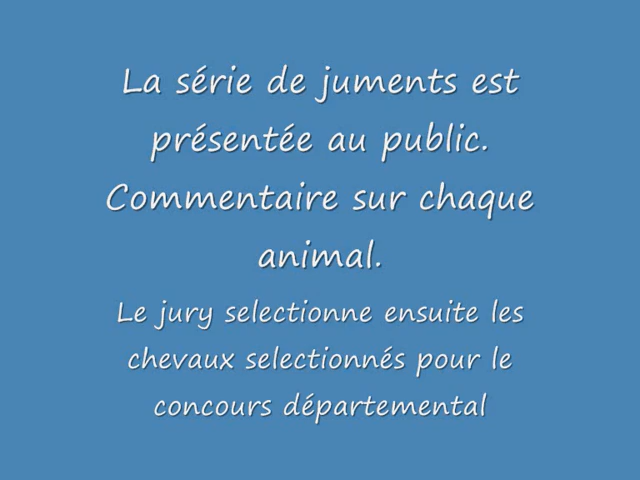 La série de juments est
présentée au public.
Commentaire sur chaque
animal.
Le jury selectionne ensuite les
chevaux selectionnés pour le
concours départemental